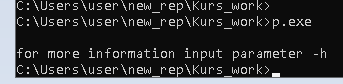 C:\Users\user\new_rep\Kurs_work>
C:\Users\user\new_rep\Kurs_work>p.exe
for more information input parameter -h
C:\Users\user\new_rep\Kurs_work>_